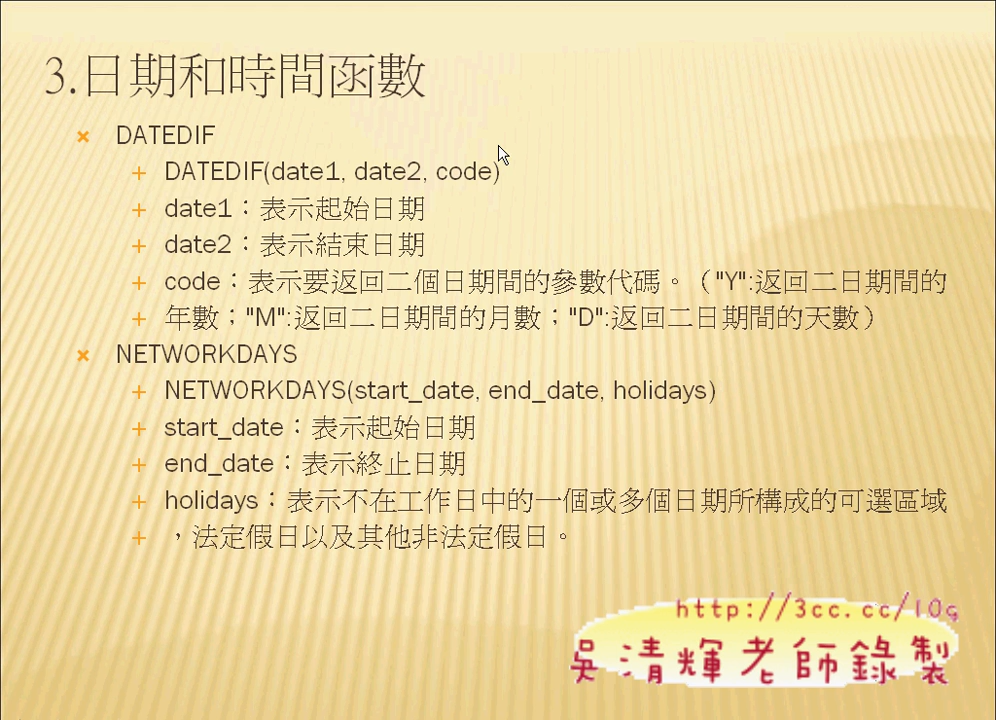 3.日期和時間函數
DATEDIF
DATEDIF(date1, date2, code)
date1：表示起始日期
date2：表示結束日期
code：表示要返回二個日期間的參數代碼。（"Y":返回二日期間的
年數；"M":返回二日期間的月數；"D":返回二日期間的天數）
NETWORKDAYS
NETWORKDAYS(start_date, end_date, holidays)
start_date：表示起始日期
end_date：表示終止日期
holidays：表示不在工作日中的一個或多個日期所構成的可選區域
，法定假日以及其他非法定假日。
http://3cc.cc/10g
吳清輝老師錄製